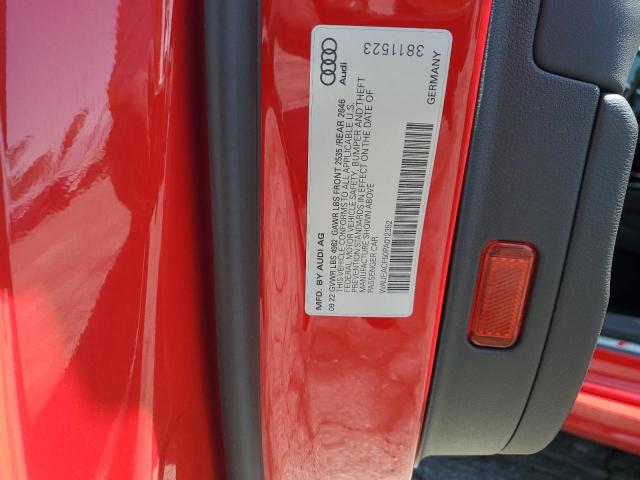 MFD. BY AUDI AG
09 22 GVWR LBS 4982 GAWR LBS FRONT 2535 /REAR 2646
THIS VEHICLE CONFORMS TO ALL APPLICABLE U.S.
FEDERAL MOTOR VEHICLE SAFETY, BUMPER AND THEFT
PREVENTION STANDARDS IN EFFECT ON THE DATE OF
MANUFACTURE SHOWN ABOVE
PASSENGER CAR
WAUEACF50PA012352
Audi
3811523
GERMANY